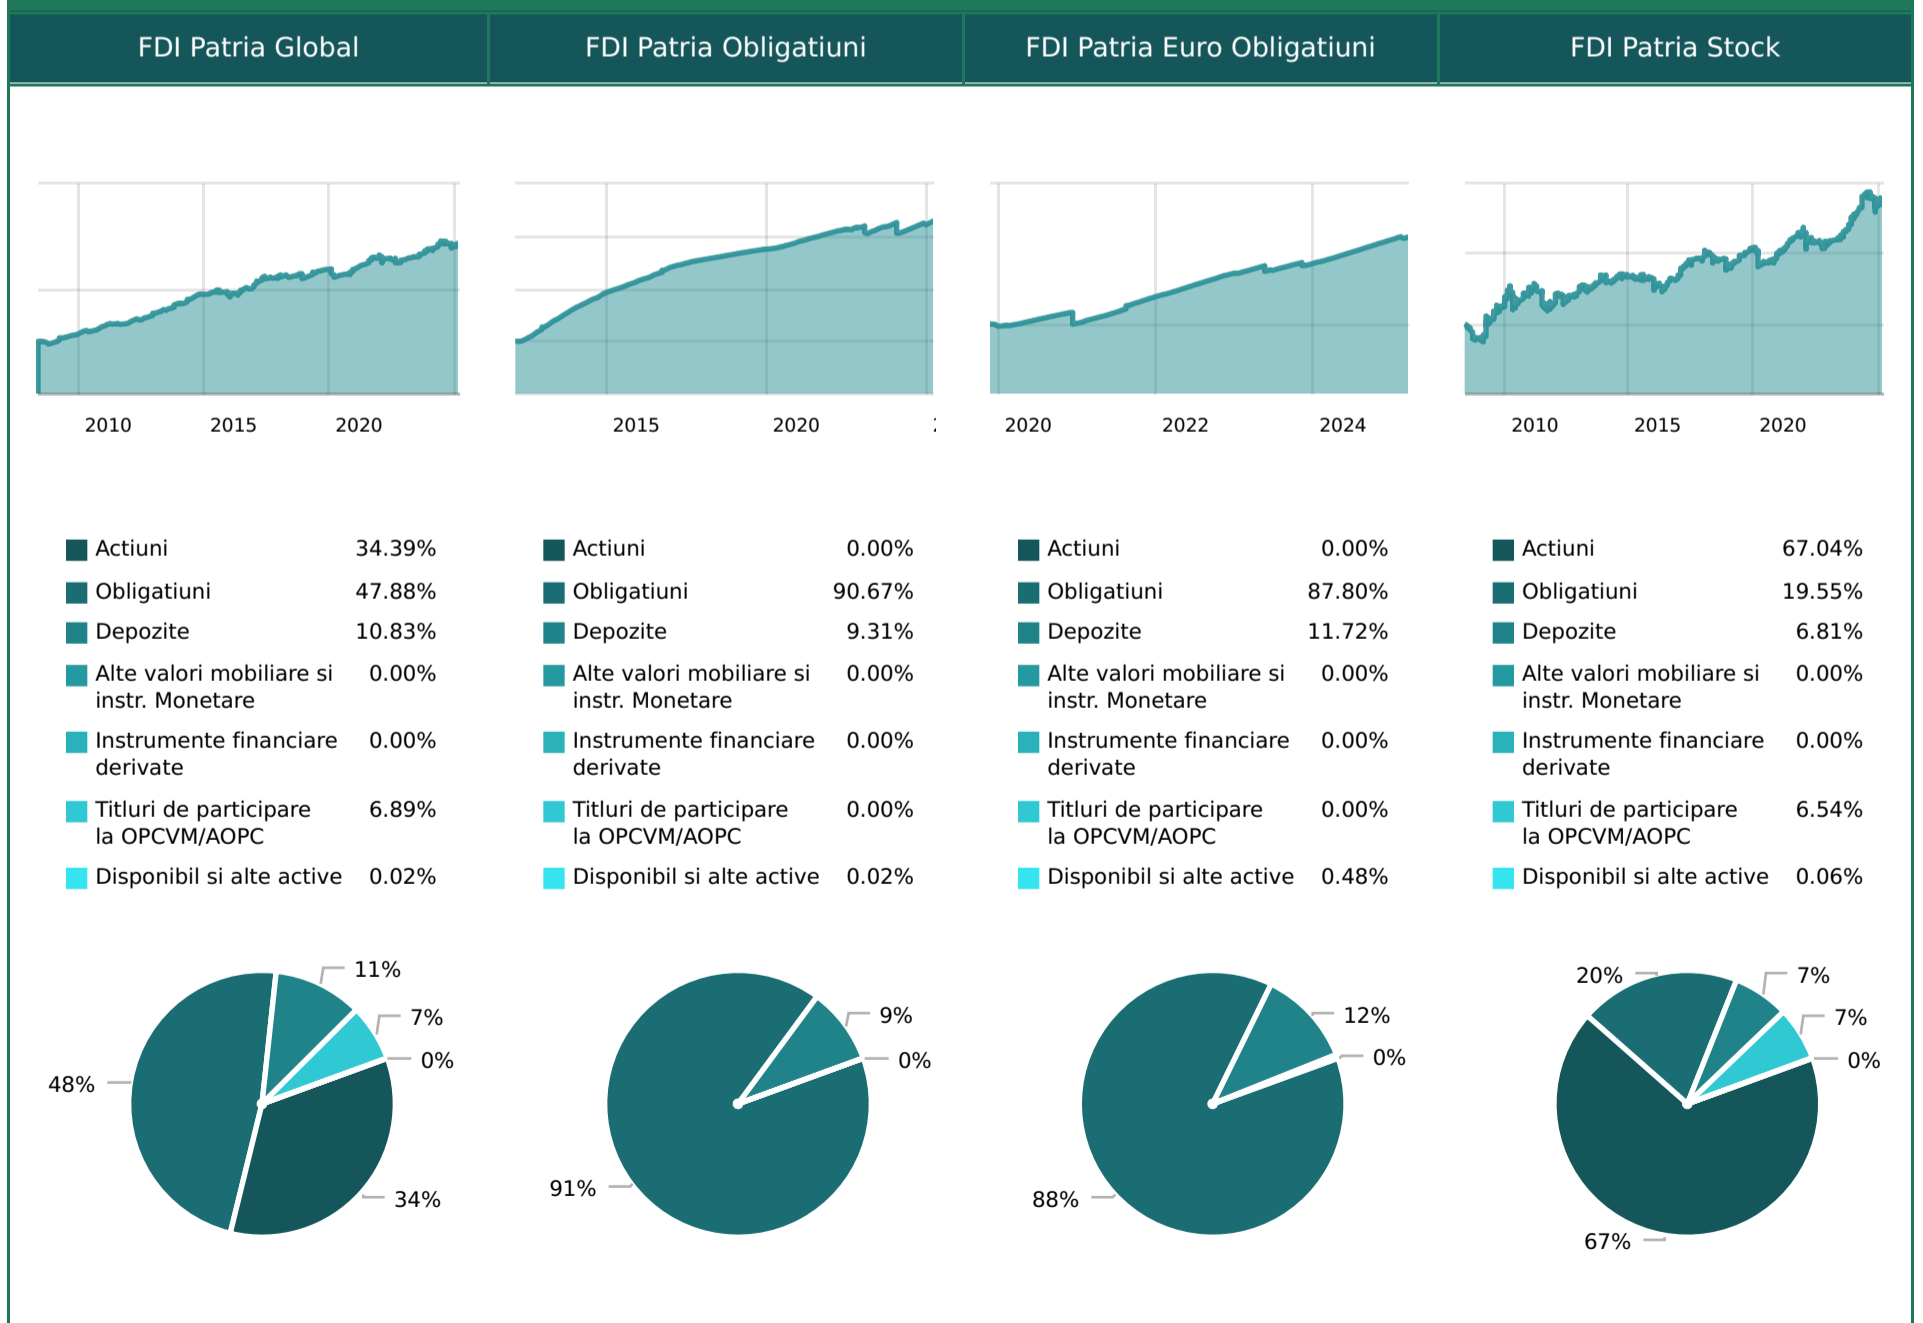 FDI Patria Global
FDI Patria Obligatiuni
FDI Patria Euro Obligatiuni
FDI Patria Stock
2010 2015 2020
2015 2020
2020 2022 2024
2010 2015 2020
Actiuni 34.39%
Obligatiuni 47.88%
Depozite 10.83%
Alte valori mobiliare si 0.00%
instr. Monetare
Instrumente financiare 0.00%
derivate
Titluri de participare 6.89%
la OPCVM/AOPC
Disponibil si alte active 0.02%
Actiuni 0.00%
Obligatiuni 90.67%
Depozite 9.31%
Alte valori mobiliare si 0.00%
instr. Monetare
Instrumente financiare 0.00%
derivate
Titluri de participare 0.00%
la OPCVM/AOPC
Disponibil si alte active 0.02%
Actiuni 0.00%
Obligatiuni 87.80%
Depozite 11.72%
Alte valori mobiliare si 0.00%
instr. Monetare
Instrumente financiare 0.00%
derivate
Titluri de participare 0.00%
la OPCVM/AOPC
Disponibil si alte active 0.48%
Actiuni 67.04%
Obligatiuni 19.55%
Depozite 6.81%
Alte valori mobiliare si 0.00%
instr. Monetare
Instrumente financiare 0.00%
derivate
Titluri de participare 6.54%
la OPCVM/AOPC
Disponibil si alte active 0.06%
11%
7%
0%
48%
34%
9%
0%
91%
12%
0%
88%
20%
7%
7%
0%
67%